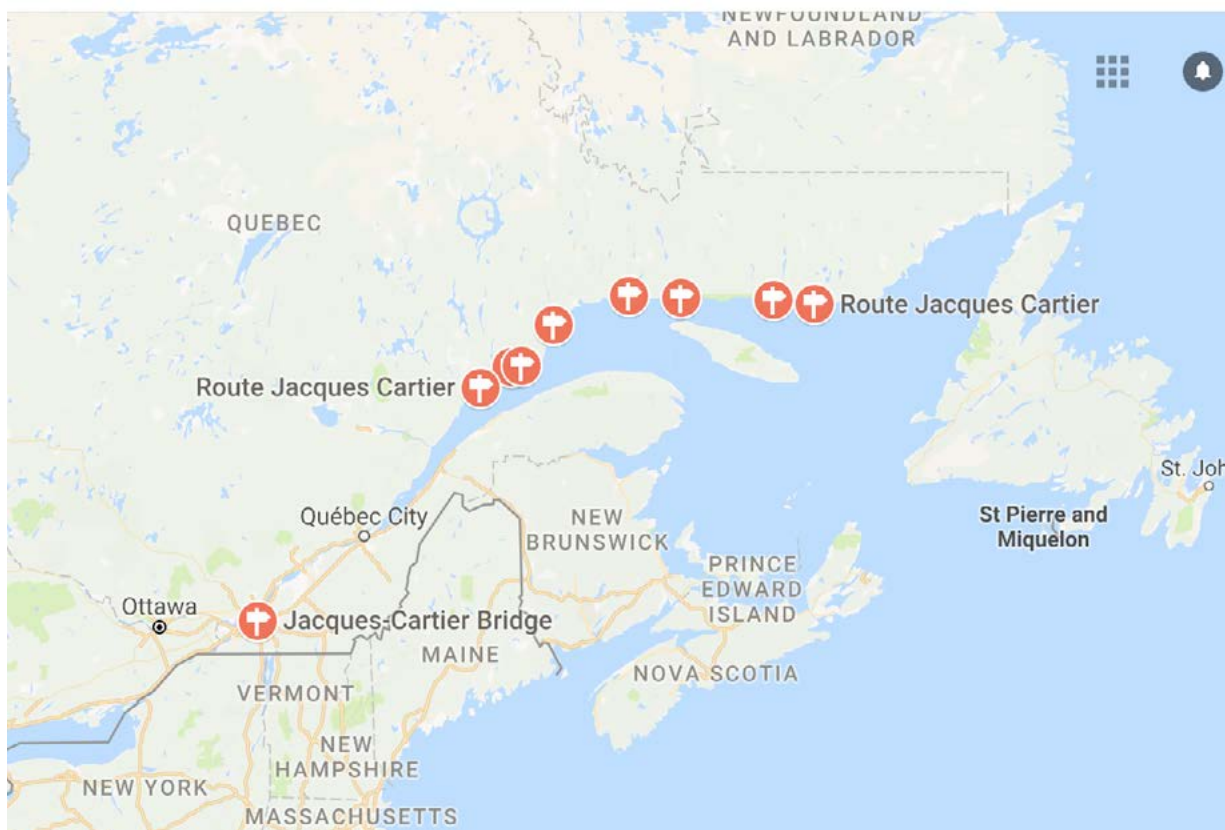 NEWFOUNDLAND
AND LABRADOR
QUEBEC
Route Jacques Cartier
Route Jacques Cartier
St. Joh
Québec City
NEW
BRUNSWICK
St Pierre and
Miquelon
PRINCE
EDWARD
ISLAND
Ottawa
Jacques-Cartier Bridge
MAINE
NOVA SCOTIA
VERMONT
NEW
HAMPSHIRE
NEW YORK
MASSACHUSETTS